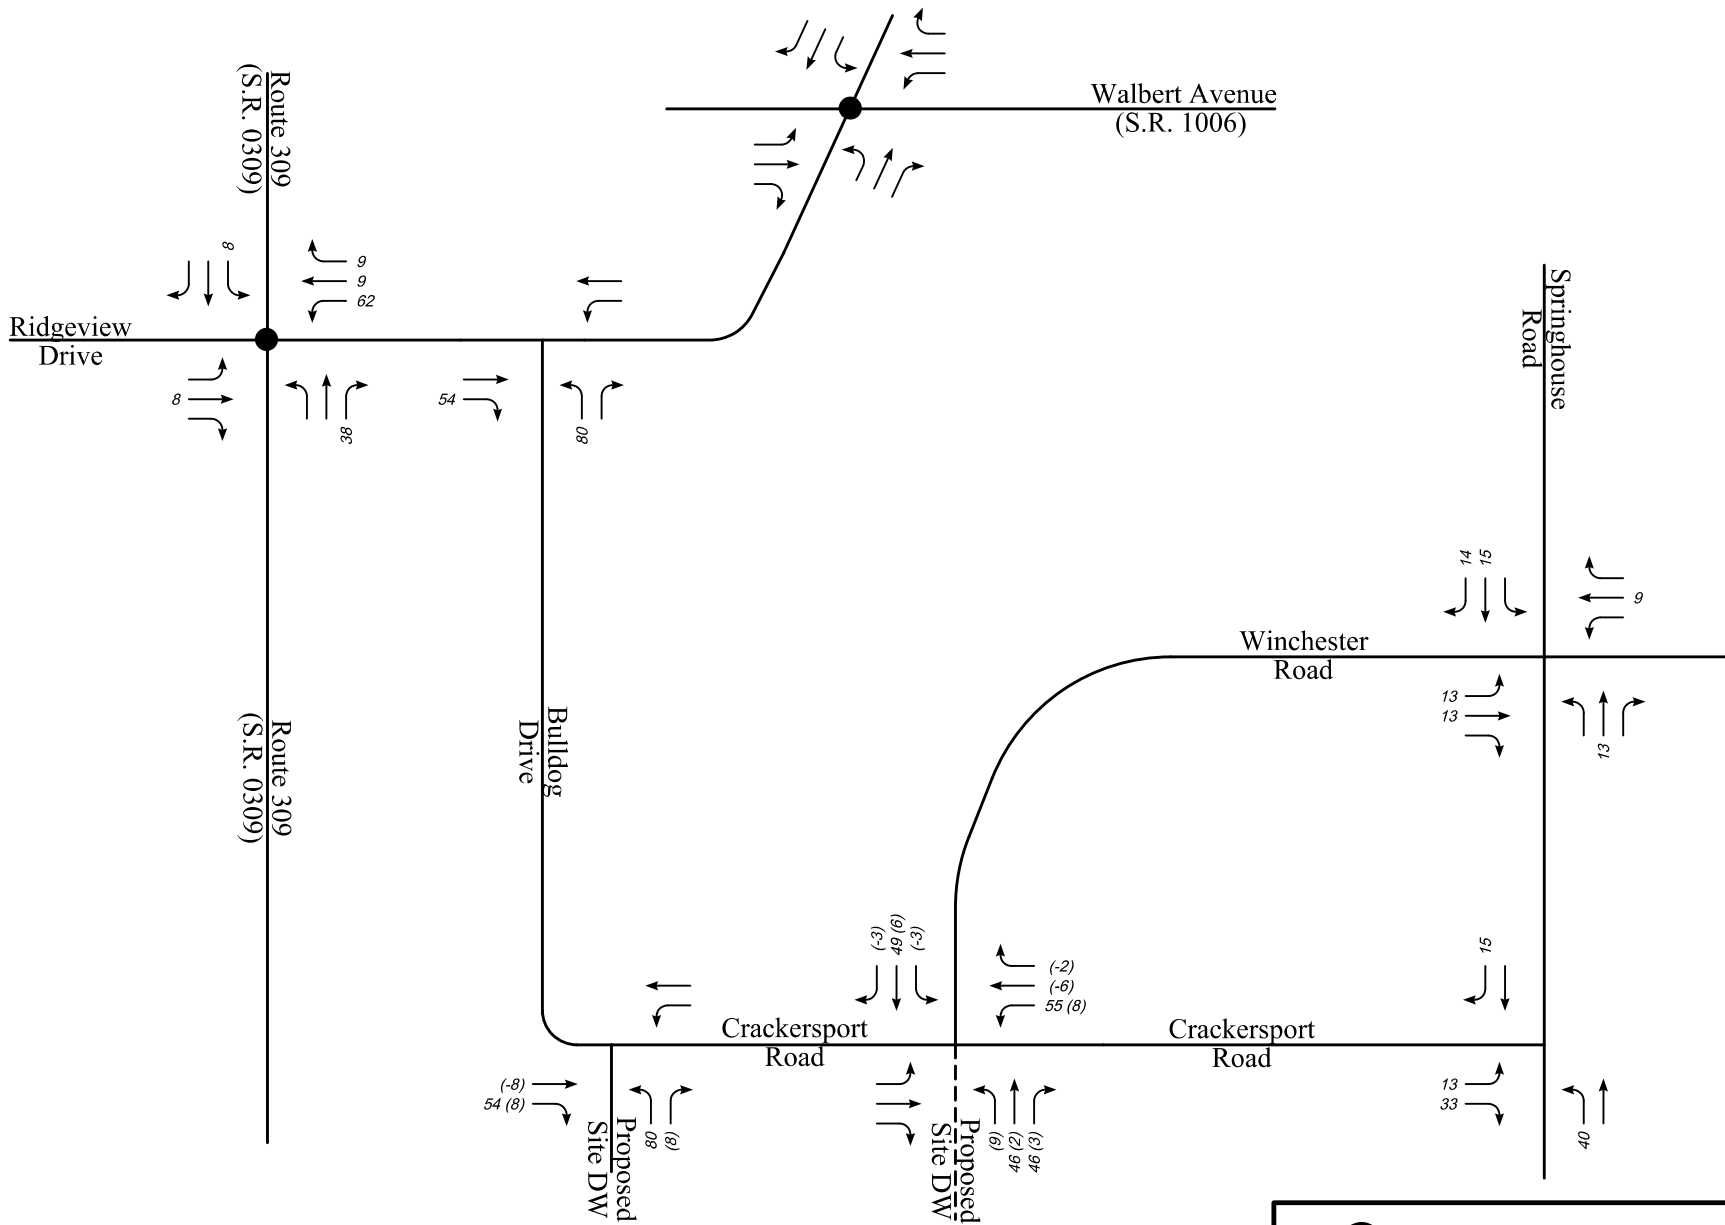 Walbert Avenue
(S.R. 1006)
Route 309
(S.R. 0309)
8
9
9
62
Ridgeview
Drive
8
38
54
80
Springhouse
Road
14
15
9
Winchester
Road
13
13
13
Bulldog
Drive
Route 309
(S.R. 0309)
(-3)
49 (6)
(-3)
(-2)
(-6)
55 (8)
15
Crackersport
Road
Crackersport
Road
(-8)
54 (8)
80
(8)
Proposed
Site DW
(9)
46 (2)
46 (3)
Proposed
Site DW
13
33
40